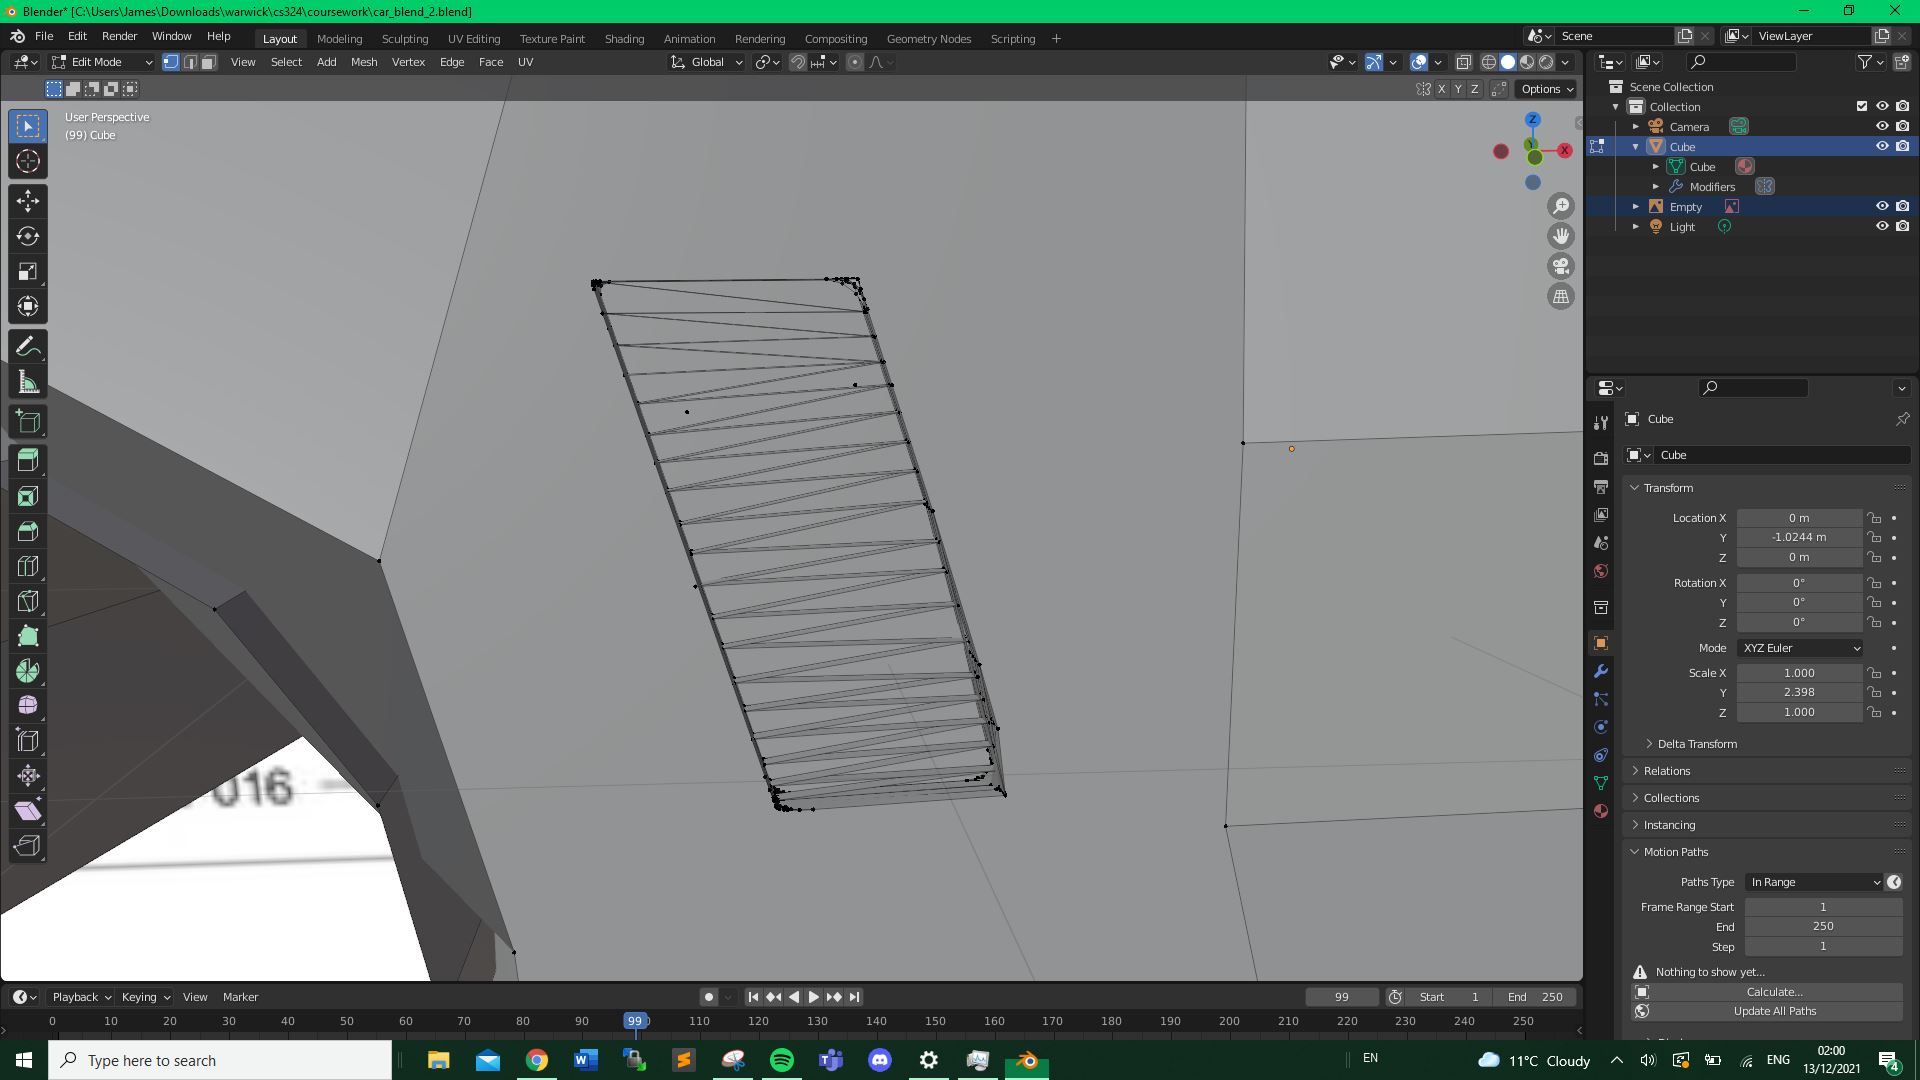 Blender* [C:\Users\James\Downloads\warwick\cs324\coursework\car_blend_2.blend]
File Edit Render Window Help Layout Modeling Sculpting UV Editing Texture Paint Shading Animation Rendering Compositing Geometry Nodes Scripting + Scene ViewLayer
Edit Mode View Select Add Mesh Vertex Edge Face UV Global
X Y Z Options
User Perspective
(99) Cube
Z
X
016
Scene Collection
Collection
Camera
Cube
Cube
Modifiers
Empty
Light
Cube
Cube
Transform
Location X 0 m
Y -1.0244 m
Z 0 m
Rotation X 0°
Y 0°
Z 0°
Mode XYZ Euler
Scale X 1.000
Y 2.398
Z 1.000
Delta Transform
Relations
Collections
Instancing
Motion Paths
Paths Type In Range
Frame Range Start 1
End 250
Step 1
Nothing to show yet...
Calculate...
Update All Paths
Playback Keying View Marker 99 Start 1 End 250
0 10 20 30 40 50 60 70 80 90 99 110 120 130 140 150 160 170 180 190 200 210 220 230 240 250
Type here to search
EN
11°C Cloudy
ENG
02:00
13/12/2021
4